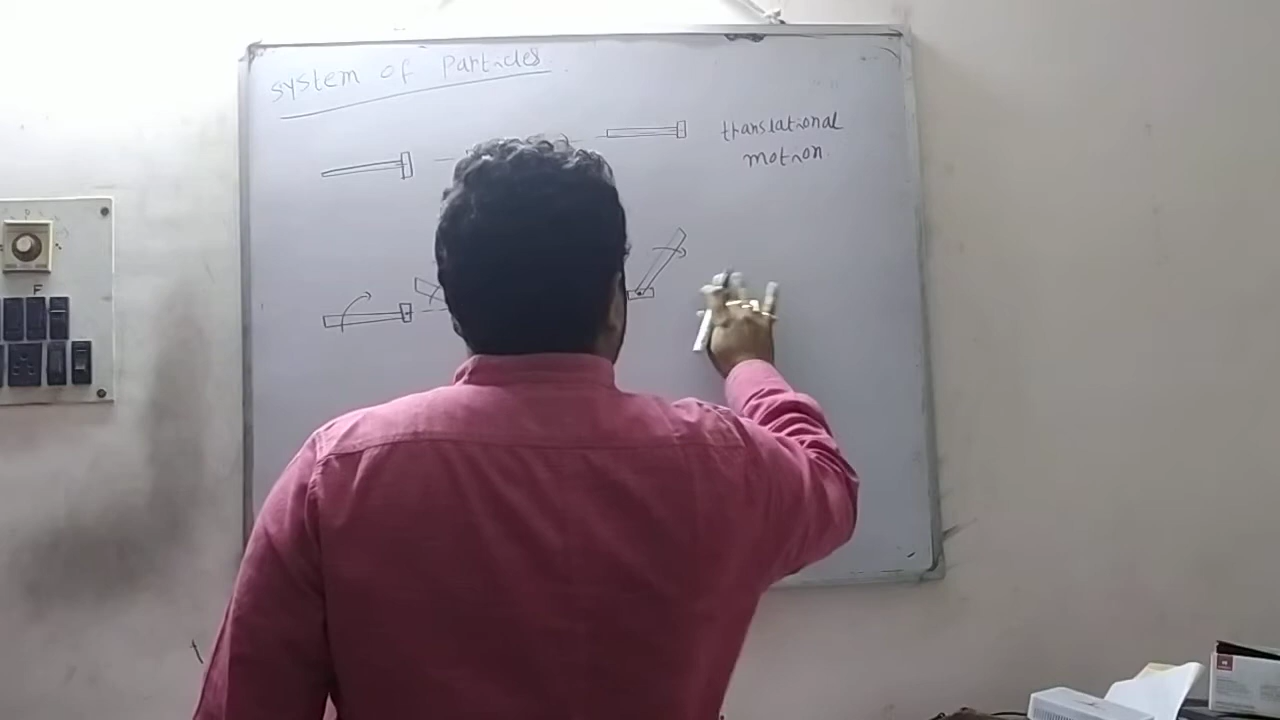 system of Particles
translational
motion.
F